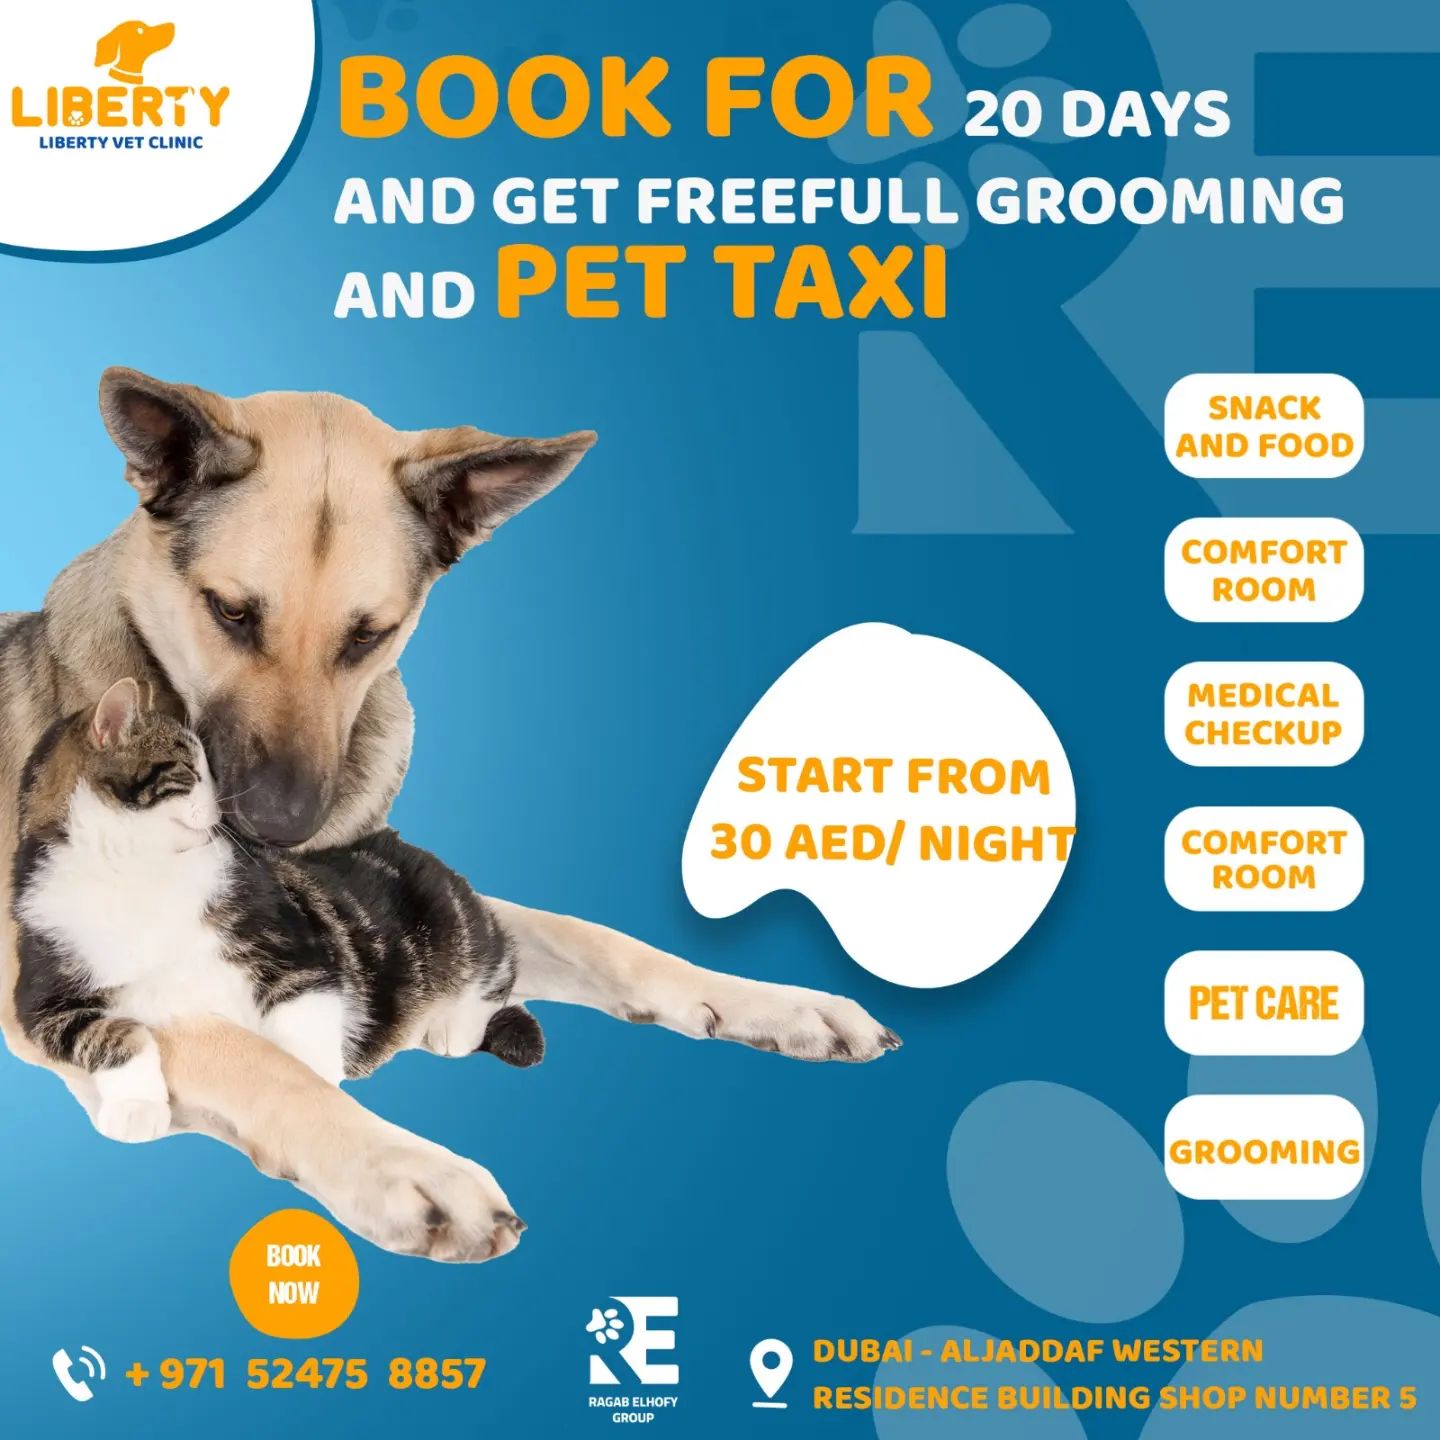 LIBERTY
LIBERTY VET CLINIC
BOOK FOR 20 DAYS
AND GET FREEFULL GROOMING
AND PET TAXI
SNACK
AND FOOD
COMFORT
ROOM
MEDICAL
CHECKUP
COMFORT
ROOM
PET CARE
GROOMING
START FROM
30 AED/ NIGHT
BOOK
NOW
+ 971 52475 8857
RE
RAGAB ELHOFY
GROUP
DUBAI - ALJADDAF WESTERN
RESIDENCE BUILDING SHOP NUMBER 5
RE